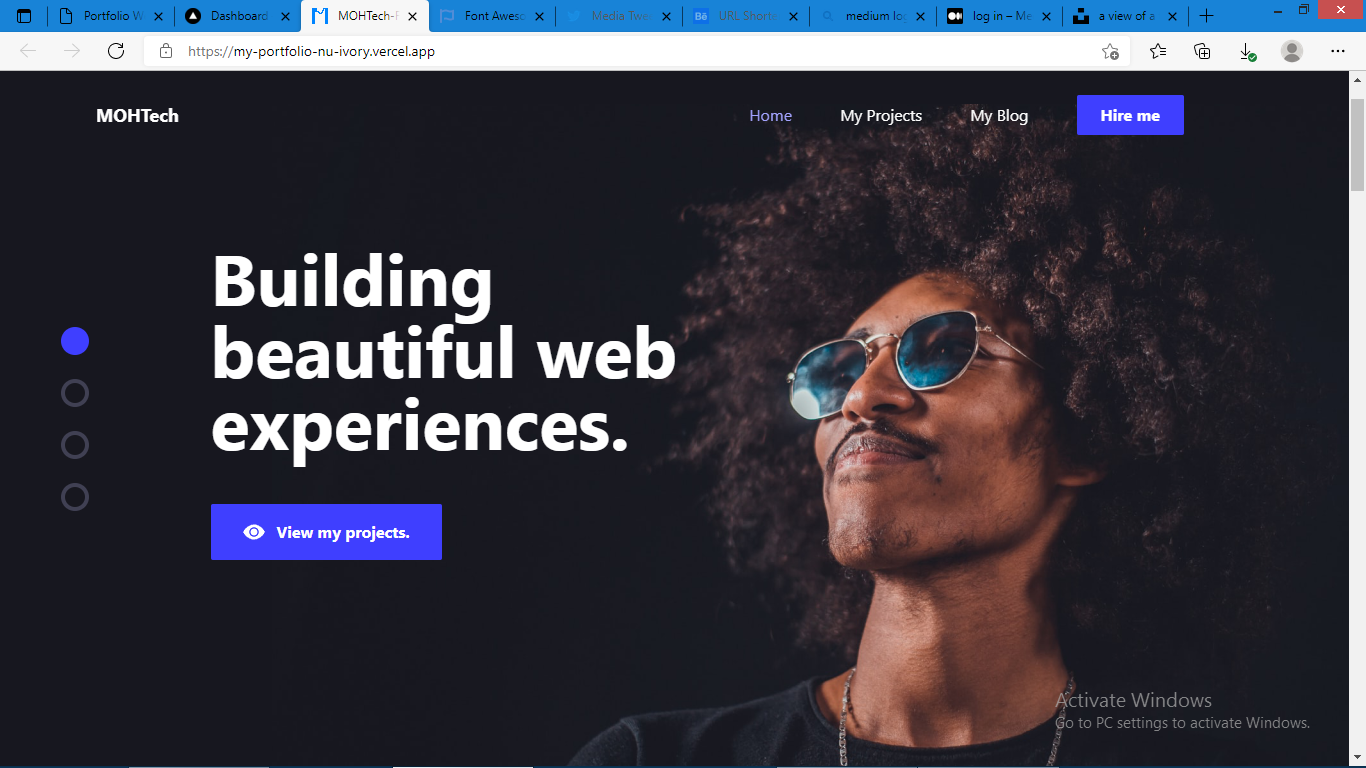 Portfolio W
Dashboard
MOHTech-P
Font Aweso
Media Twe
Bē
URL Shorte
medium lo
log in – Me
a view of a
https://my-portfolio-nu-ivory.vercel.app
MOHTech
Home
My Projects
My Blog
Hire me
Building
beautiful web
experiences.
View my projects.
Activate Windows
Go to PC settings to activate Windows.